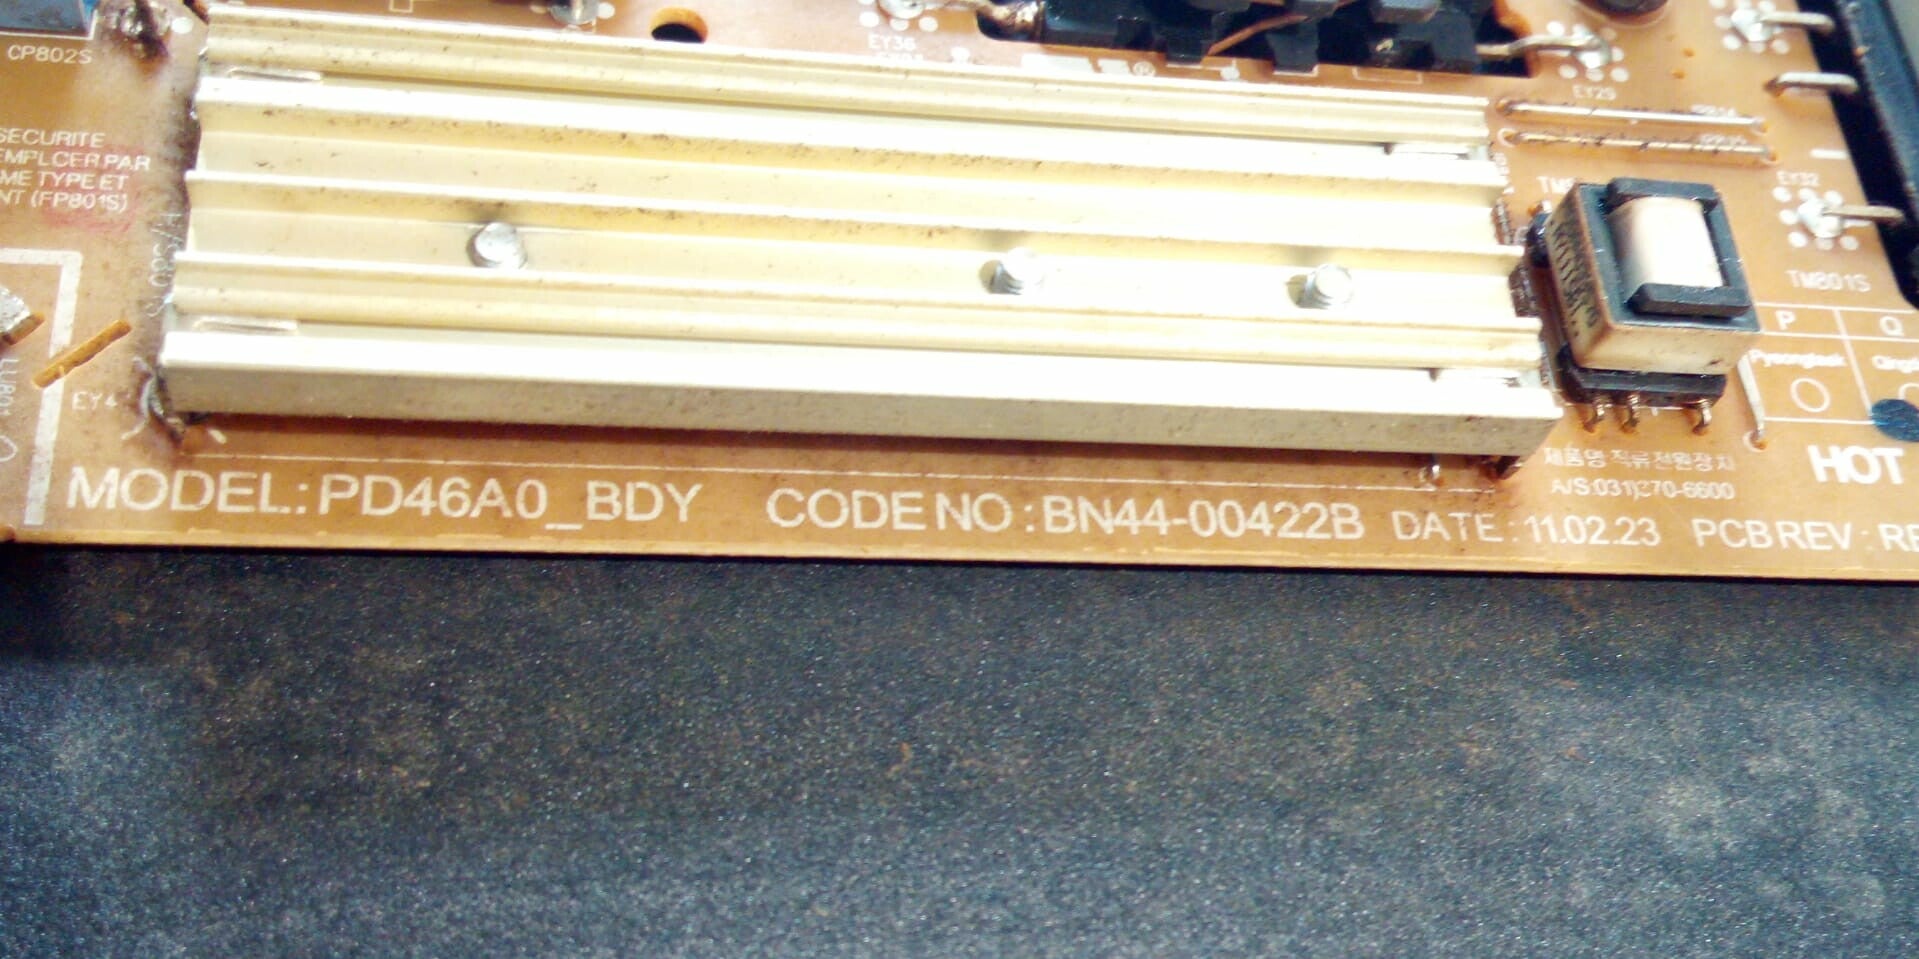 CP802S
EY36
EY29
SECURITE
EMPLCER PAR
ME TYPE ET
NT (FP801S)
EY32
TM801S
P Q
Pyeongtaek
EY4
HOT
제품명:직류전원장치
A/S:031)270-6600
MODEL: PD46A0_BDY CODE NO : BN44-00422B DATE : 11.02.23 PCB REV : RE